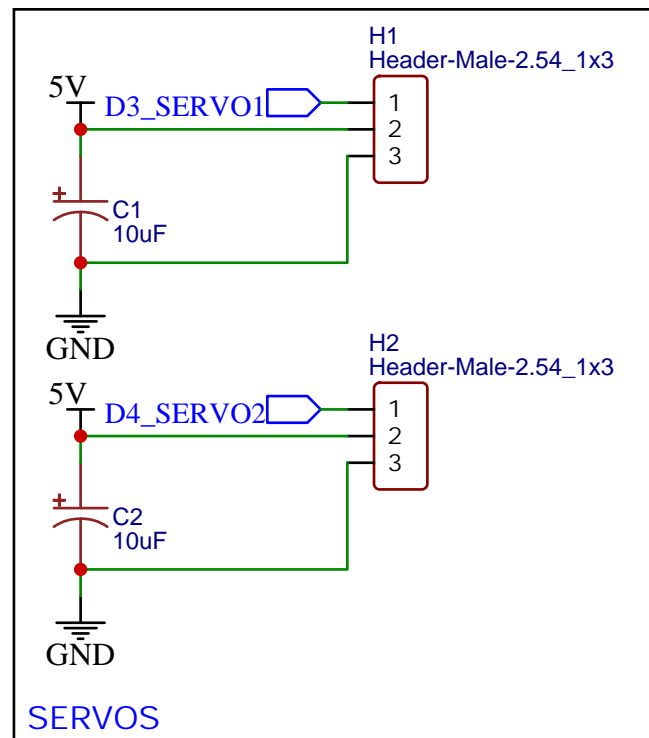 H1
Header-Male-2.54_1x3
5V
D3_SERVO1
1
2
3
+
C1
10uF
GND
H2
Header-Male-2.54_1x3
5V
D4_SERVO2
1
2
3
+
C2
10uF
GND
SERVOS